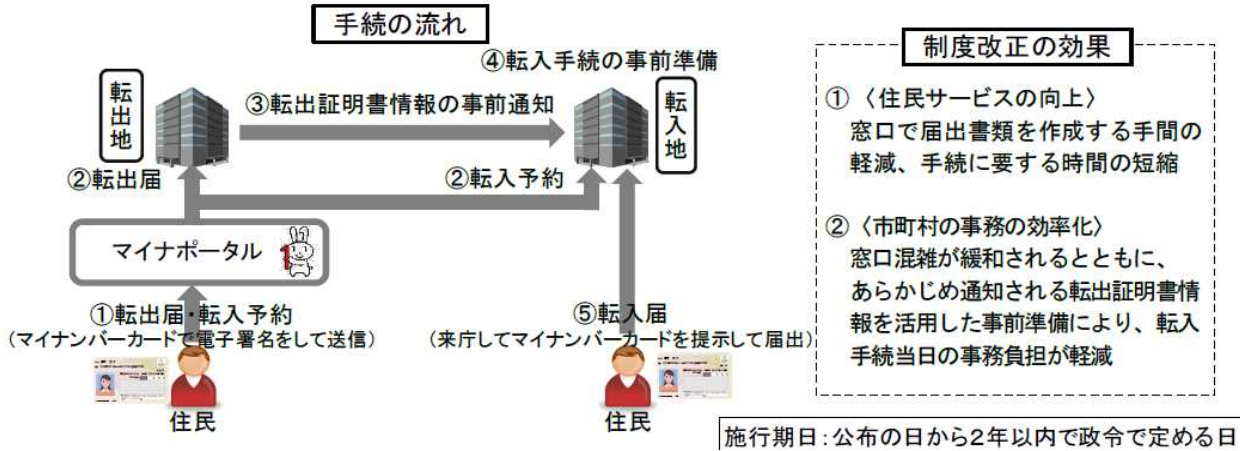 手続の流れ
④転入手続の事前準備
転出地
③転出証明書情報の事前通知
転入地
②転出届
②転入予約
マイナポータル
①転出届・転入予約
(マイナンバーカードで電子署名をして送信)
住民
⑤転入届
(来庁してマイナンバーカードを提示して届出)
住民
制度改正の効果
① 〈住民サービスの向上〉
窓口で届出書類を作成する手間の
軽減、手続に要する時間の短縮
② 〈市町村の事務の効率化〉
窓口混雑が緩和されるとともに、
あらかじめ通知される転出証明書情
報を活用した事前準備により、転入
手続当日の事務負担が軽減
施行期日：公布の日から２年以内で政令で定める日